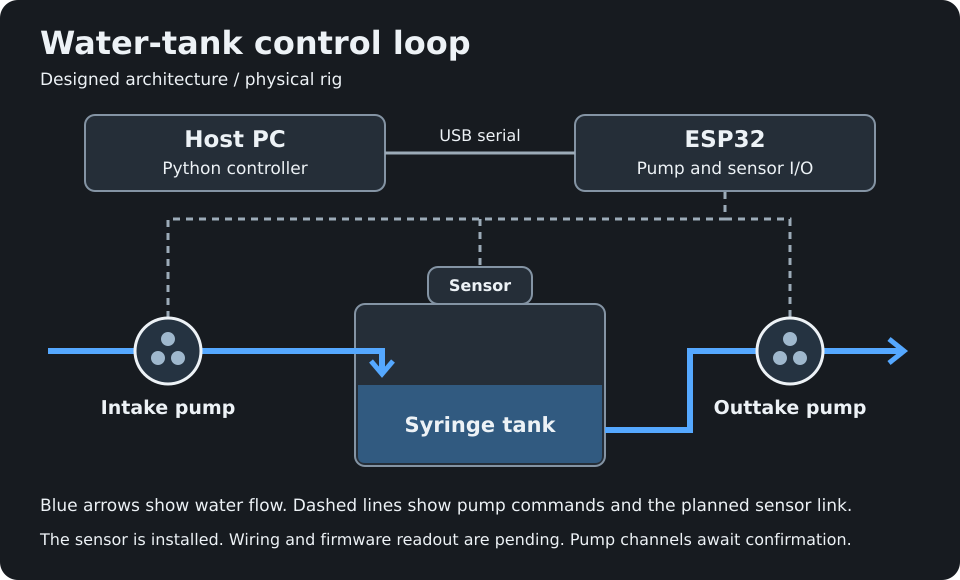 Water-tank control loop
Designed architecture / physical rig
Host PC
Python controller
USB serial
ESP32
Pump and sensor I/O
Sensor
Intake pump
Syringe tank
Outtake pump
Blue arrows show water flow. Dashed lines show pump commands and the planned sensor link.
The sensor is installed. Wiring and firmware readout are pending. Pump channels await confirmation.